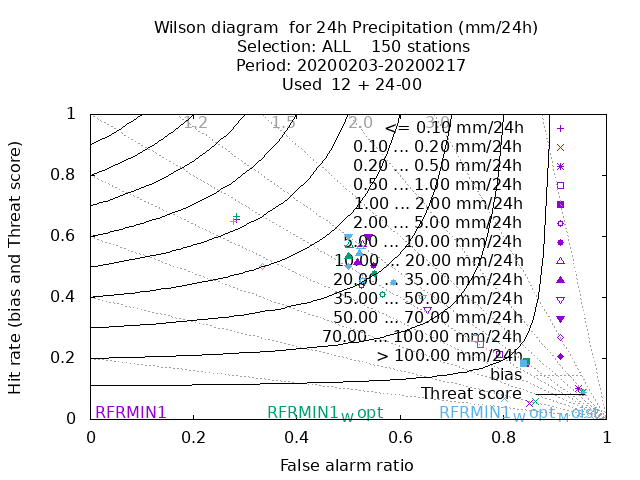 Wilson diagram for 24h Precipitation (mm/24h)
Selection: ALL 150 stations
Period: 20200203-20200217
Used 12 + 24-00
Hit rate (bias and Threat score)
1
0.8
0.6
0.4
0.2
0
1.2 1.5 2.0 3.0
<= 0.10 mm/24h
0.10 ... 0.20 mm/24h
0.20 ... 0.50 mm/24h
0.50 ... 1.00 mm/24h
1.00 ... 2.00 mm/24h
2.00 ... 5.00 mm/24h
5.00 ... 10.00 mm/24h
10.00 ... 20.00 mm/24h
20.00 ... 35.00 mm/24h
35.00 ... 50.00 mm/24h
50.00 ... 70.00 mm/24h
70.00 ... 100.00 mm/24h
> 100.00 mm/24h
bias
Threat score
RFRMIN1 RFRMIN1W opt RFRMIN1W opt
0 0.2 0.4 0.6 0.8 1
False alarm ratio